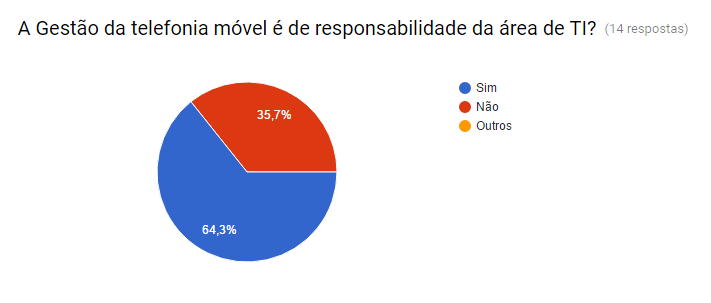 A Gestão da telefonia móvel é de responsabilidade da área de TI? (14 respostas)
Sim
Não
Outros
35,7%
64,3%